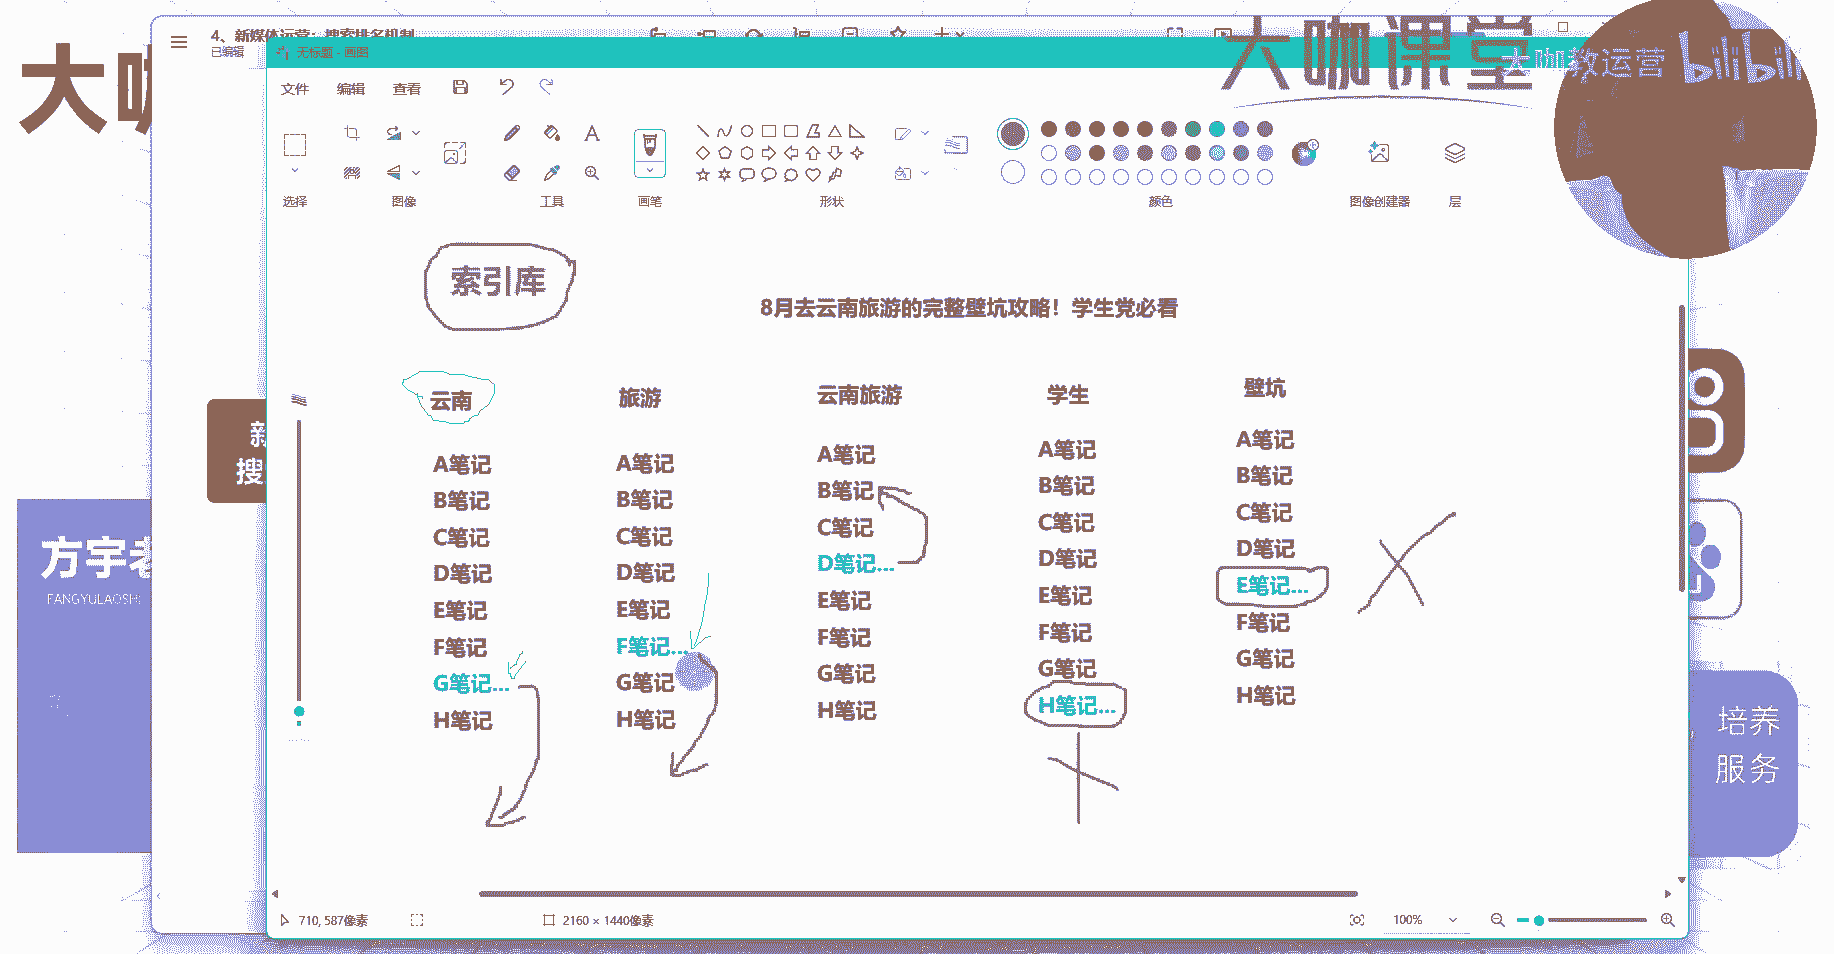 大咖课堂
4、新媒体运营：搜索排名机制
已编辑
无标题 - 画图
教运营
bilibili
文件 编辑 查看
选择 图像 工具 画笔 形状 颜色 图像创建器 层
索引库
8月去云南旅游的完整壁坑攻略！学生党必看
云南
A笔记
B笔记
C笔记
D笔记
E笔记
F笔记
G笔记...
H笔记
旅游
A笔记
B笔记
C笔记
D笔记
E笔记
F笔记...
G笔记
H笔记
云南旅游
A笔记
B笔记
C笔记
D笔记...
E笔记
F笔记
G笔记
H笔记
学生
A笔记
B笔记
C笔记
D笔记
E笔记
F笔记
G笔记
H笔记...
壁坑
A笔记
B笔记
C笔记
D笔记
E笔记...
F笔记
G笔记
H笔记
方宇老
FANGYULAOSHI
搜
培养
服务
710, 587像素
2160 × 1440像素
100%